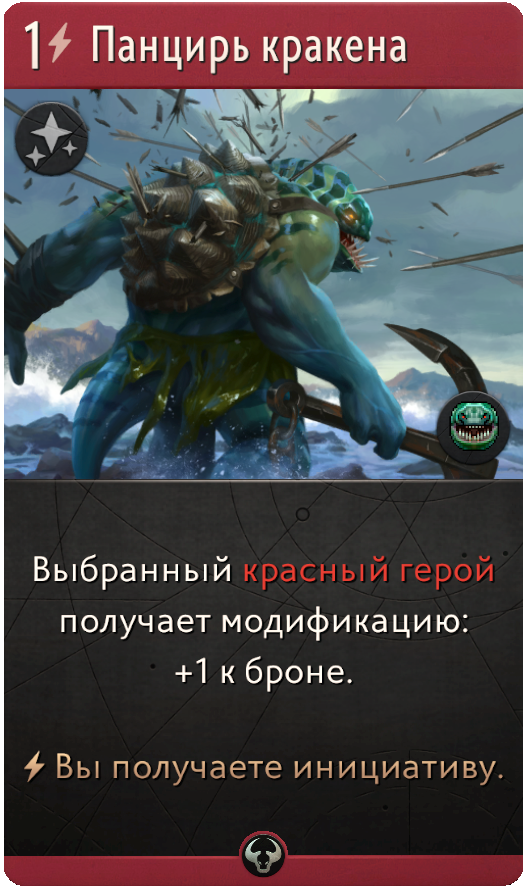 1 Панцирь кракена
Выбранный красный герой
получает модификацию:
+1 к броне.
Вы получаете инициативу.